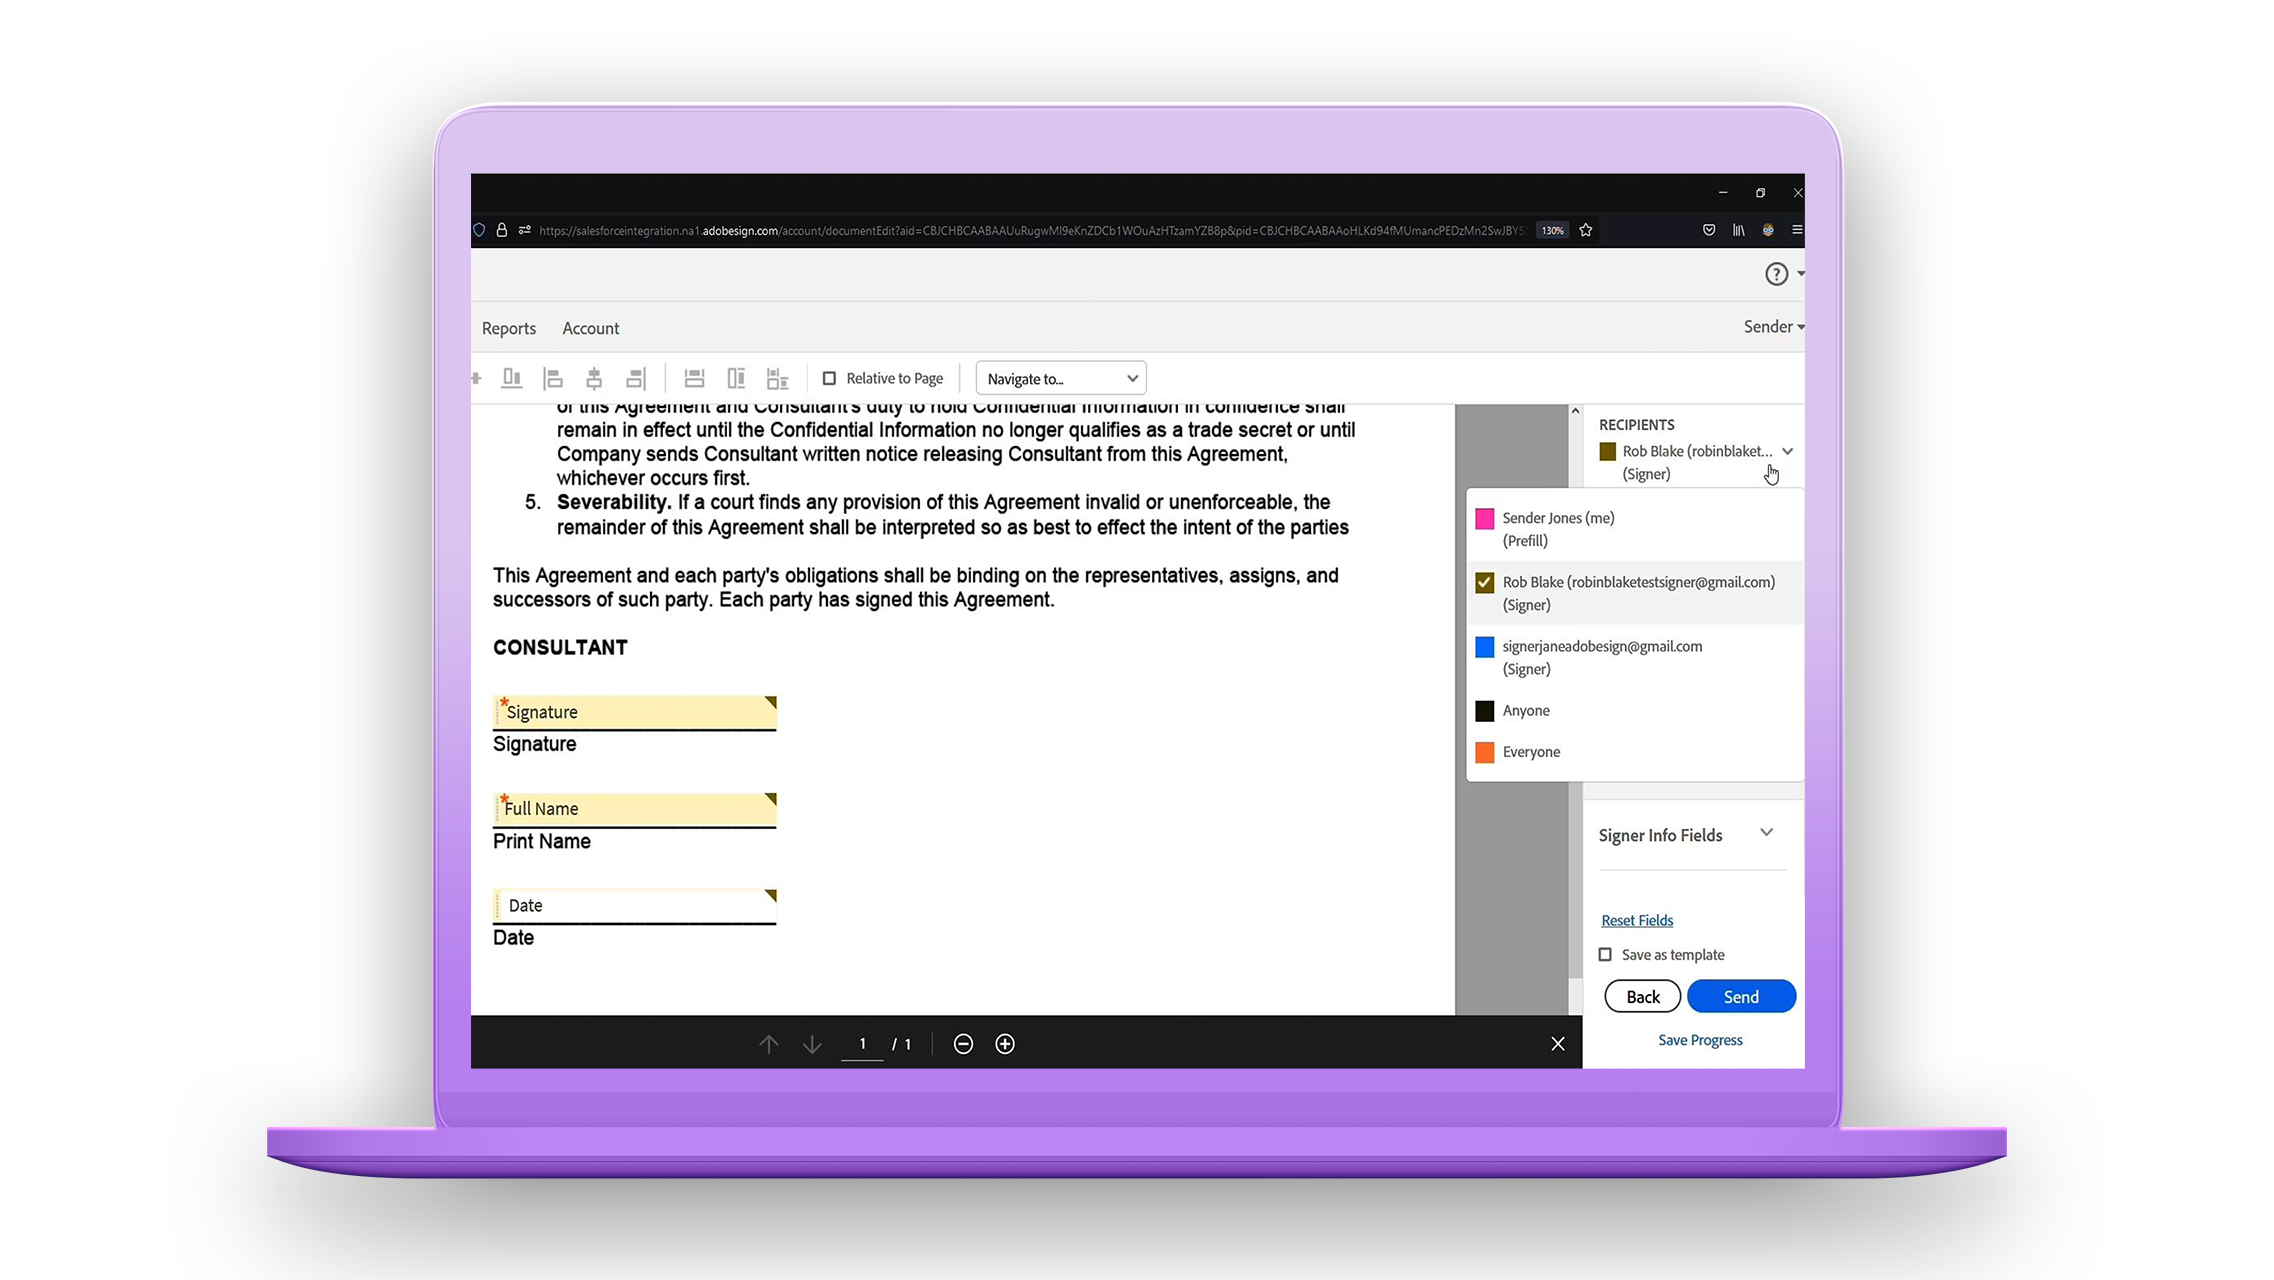 https://salesforceintegration.na1.adobesign.com/account/documentEdit?aid=
130%
?
Reports
Account
Sender
Relative to Page
Navigate to...
of this Agreement and Consultant's duty to hold Confidential Information in confidence shall
remain in effect until the Confidential Information no longer qualifies as a trade secret or until
Company sends Consultant written notice releasing Consultant from this Agreement,
whichever occurs first.
5. Severability. If a court finds any provision of this Agreement invalid or unenforceable, the
remainder of this Agreement shall be interpreted so as best to effect the intent of the parties
This Agreement and each party's obligations shall be binding on the representatives, assigns, and
successors of such party. Each party has signed this Agreement.
CONSULTANT
*Signature
Signature
*Full Name
Print Name
Date
Date
RECIPIENTS
Rob Blake (robinblaket...
(Signer)
Sender Jones (me)
(Prefill)
Rob Blake (robinblaketestsigner@gmail.com)
(Signer)
signerjaneadobesign@gmail.com
(Signer)
Anyone
Everyone
Signer Info Fields
Reset Fields
Save as template
Back
Send
Save Progress
1 / 1